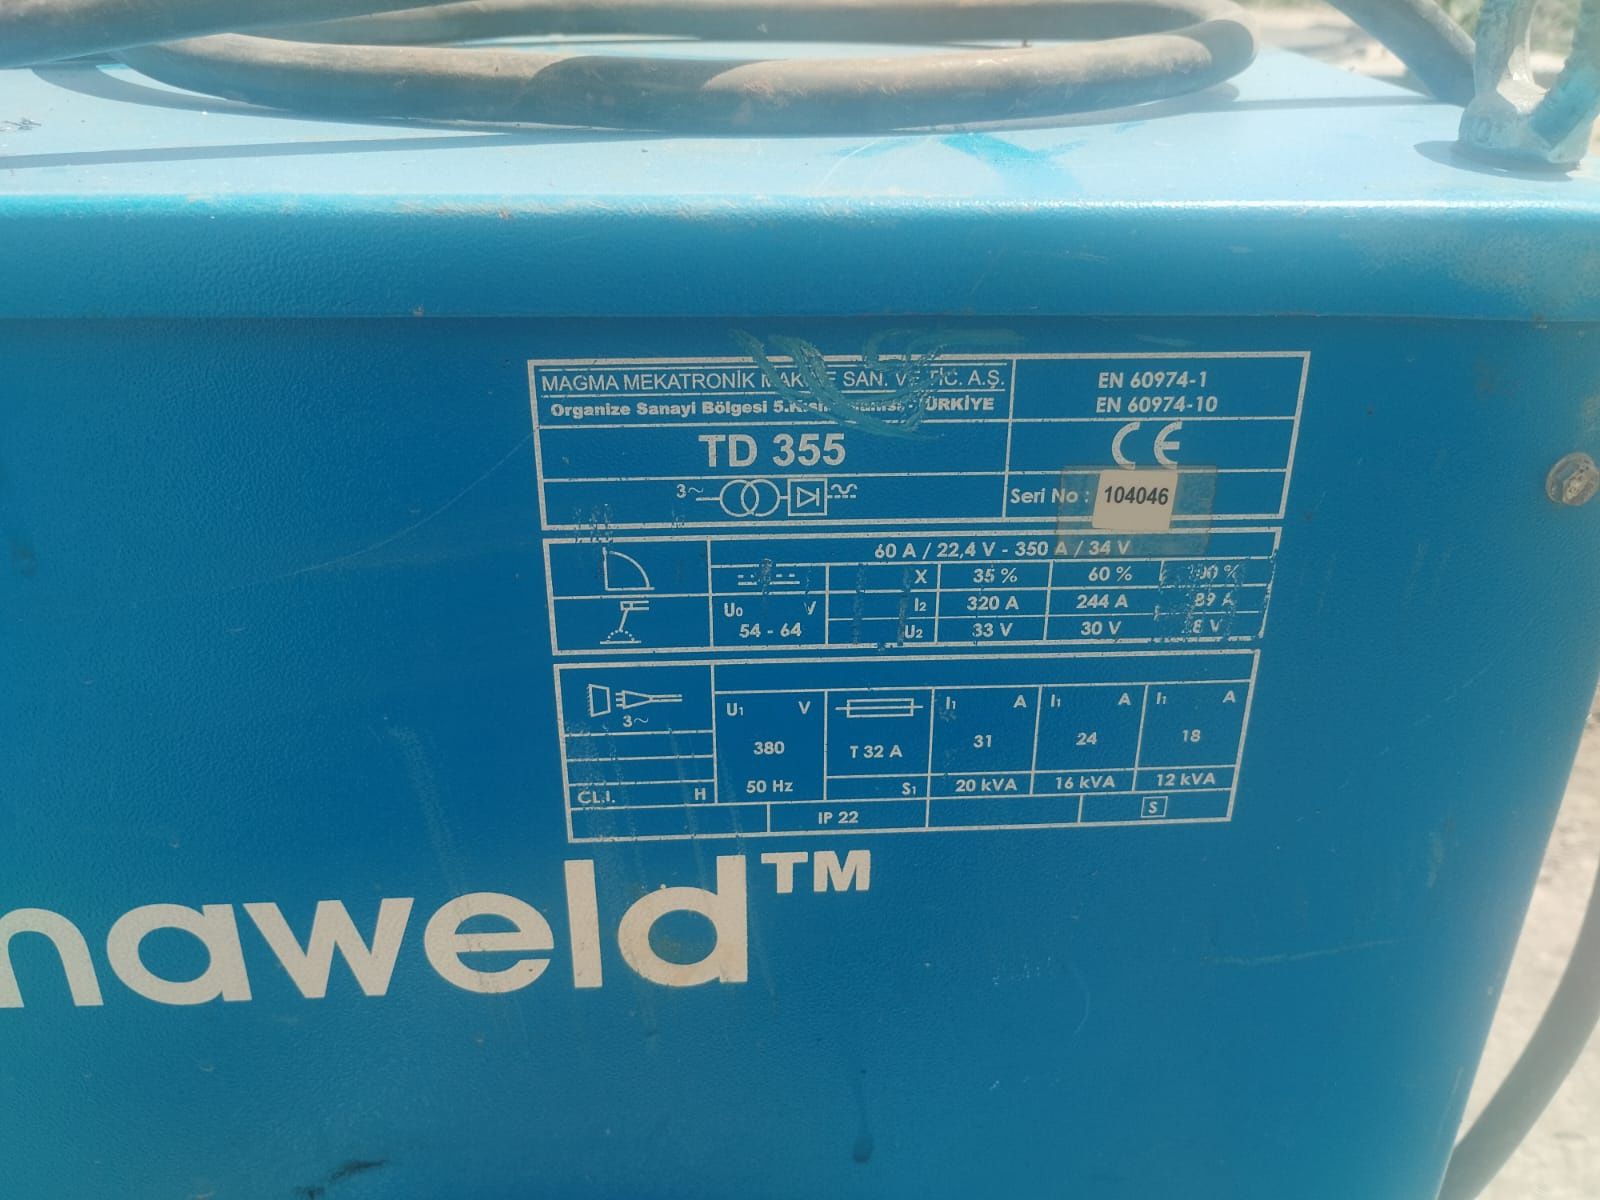 MAGMA MEKATRONİK SAN. VE TİC. A.Ş.
Organize Sanayi Bölgesi TÜRKİYE
EN 60974-1
EN 60974-10
TD 355
CE
3~
Seri No : 104046
60 A / 22,4 V - 350 A / 34 V
X 35 % 60 %
U0 V
54 - 64
I2 320 A 244 A
U2 33 V 30 V
3~
U1 V
380
50 Hz
T 32 A
I1 A I1 A I1 A
31 24 18
S1 20 kVA 16 kVA 12 kVA
CL.I. H
IP 22
S
naweld™